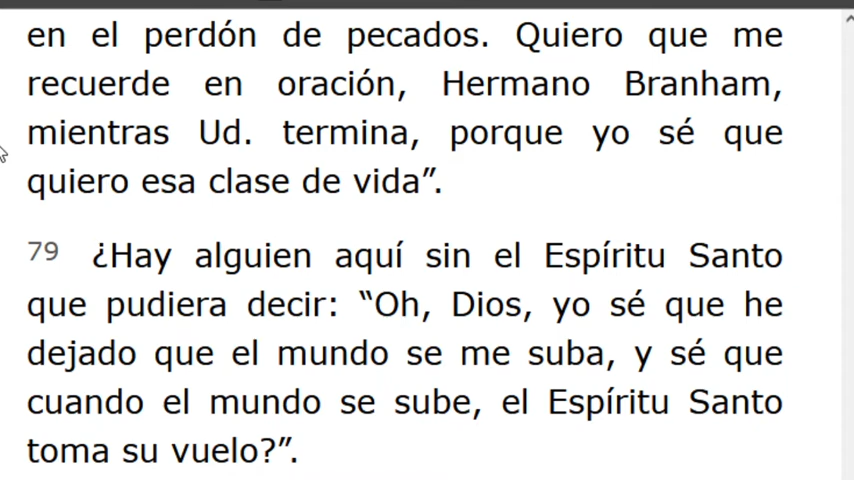 en el perdón de pecados. Quiero que me
recuerde en oración, Hermano Branham,
mientras Ud. termina, porque yo sé que
quiero esa clase de vida”.
79 ¿Hay alguien aquí sin el Espíritu Santo
que pudiera decir: “Oh, Dios, yo sé que he
dejado que el mundo se me suba, y sé que
cuando el mundo se sube, el Espíritu Santo
toma su vuelo?”.